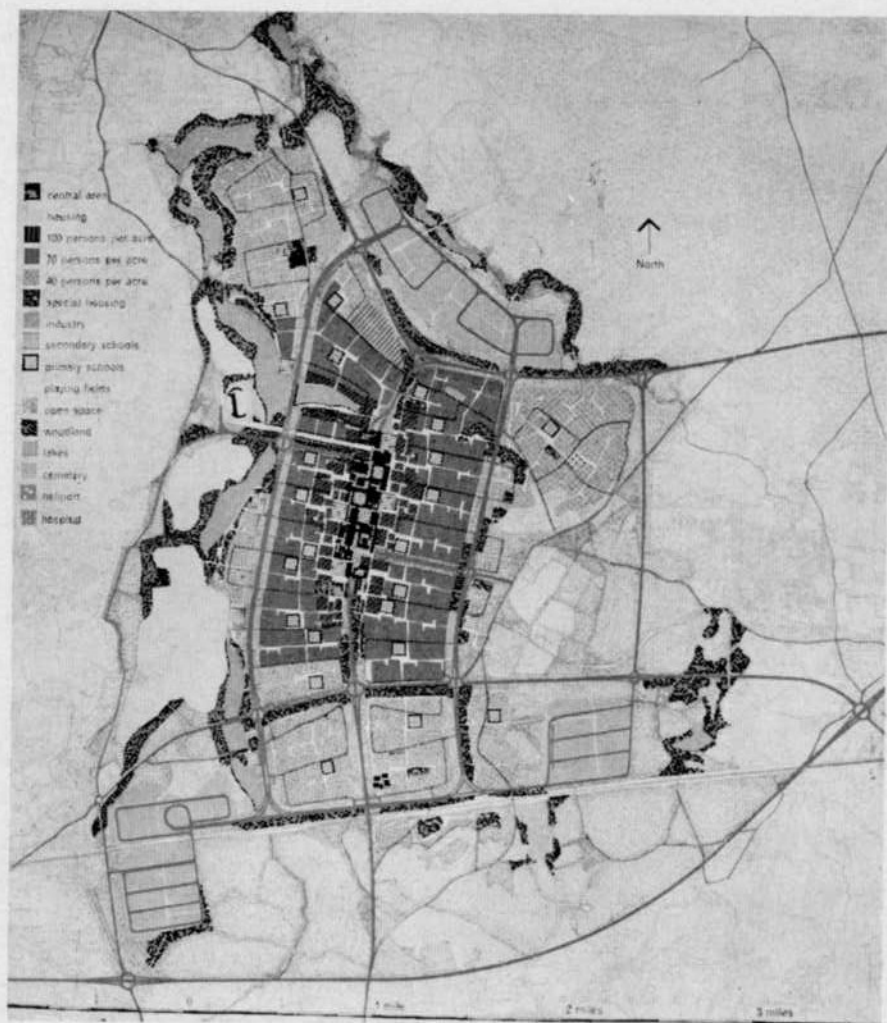 central area
housing
100 persons per acre
70 persons per acre
40 persons per acre
special housing
industry
secondary schools
primary schools
playing fields
open space
woodland
lakes
cemetery
heliport
hospital
North
1 0 1 mile 2 miles 3 miles